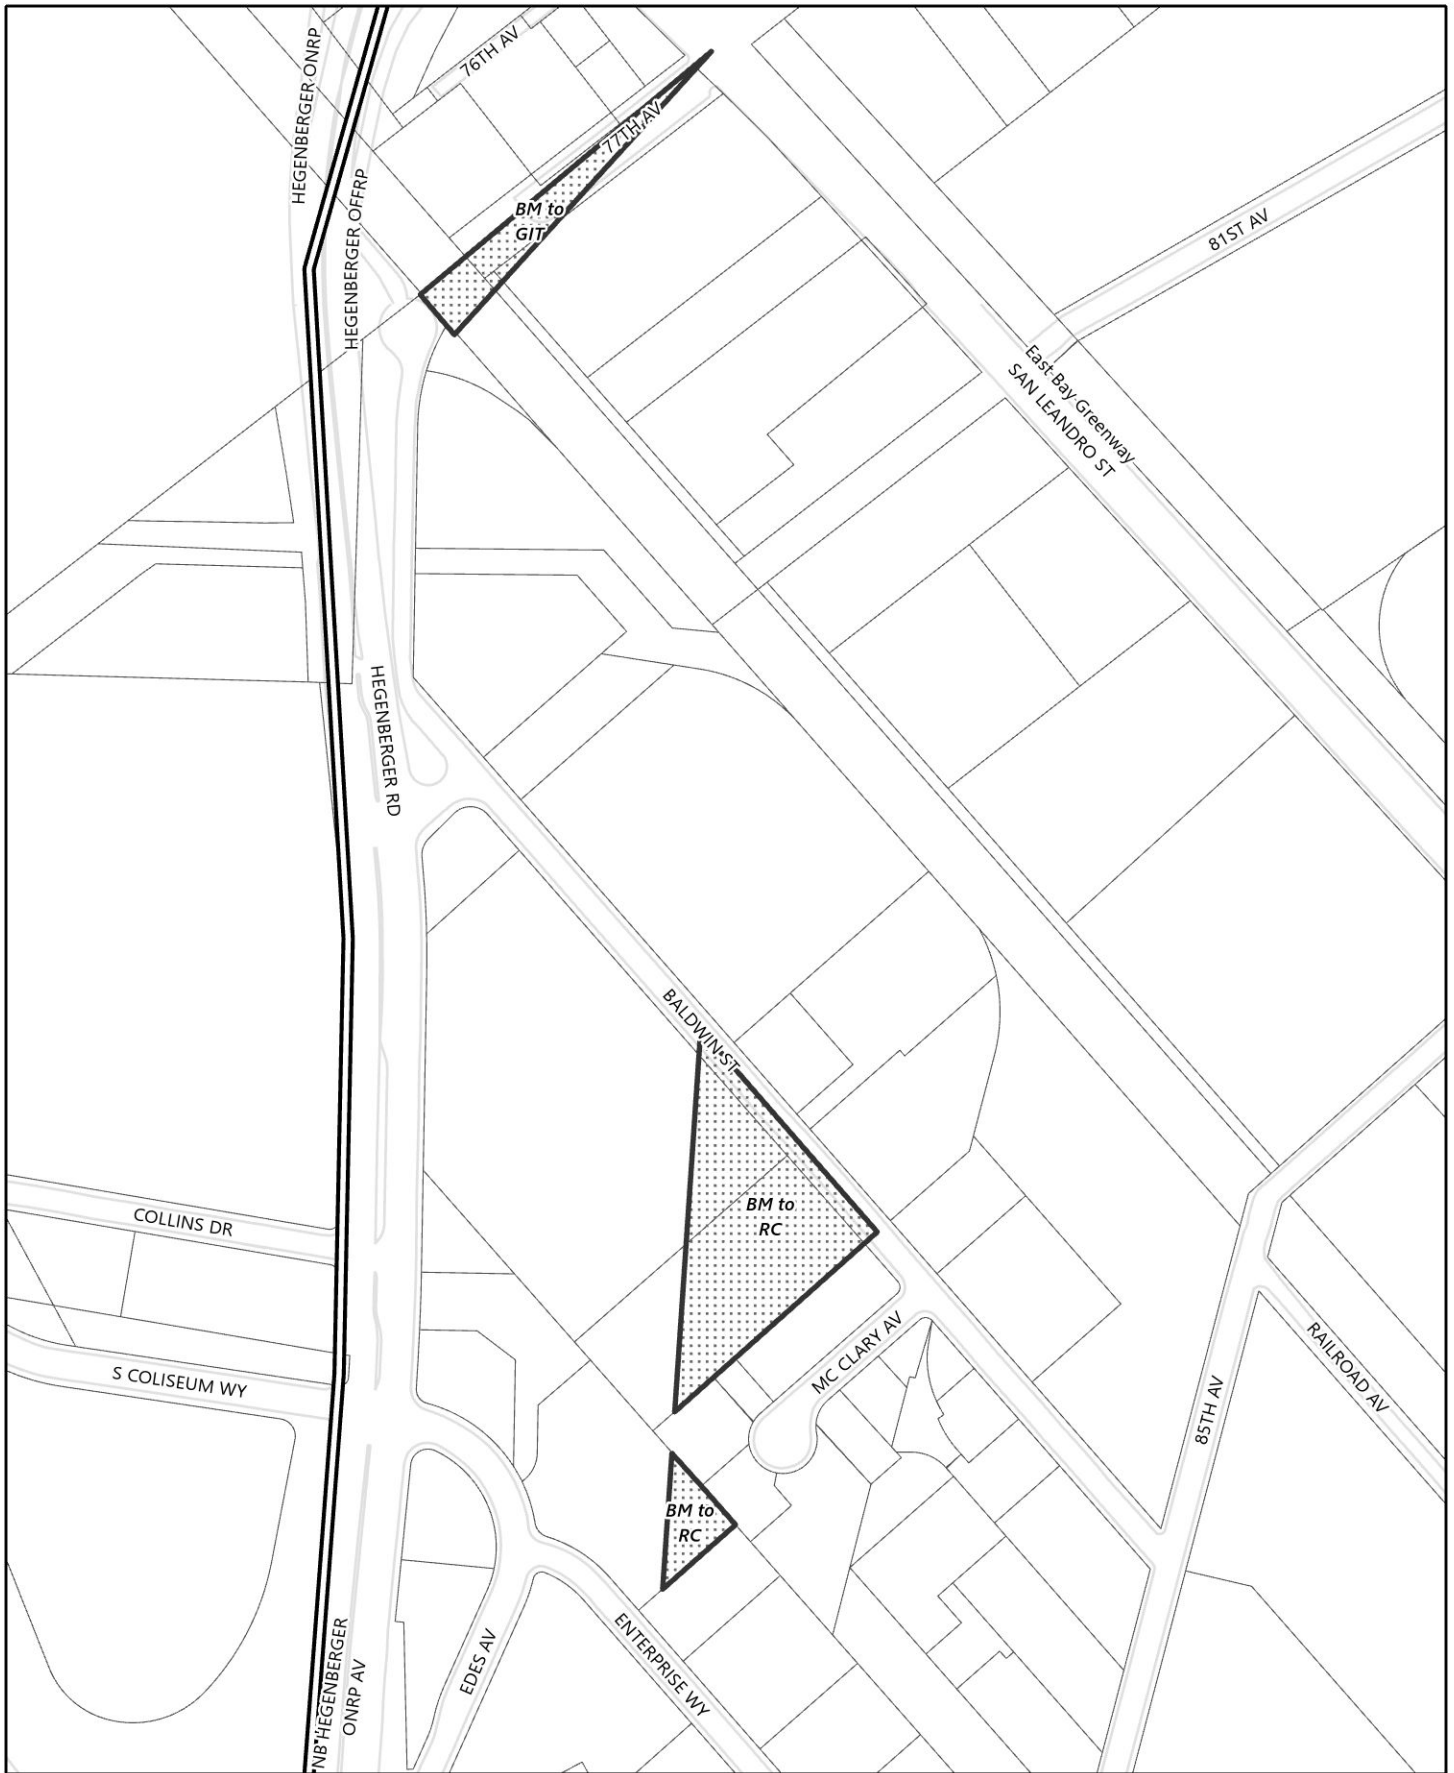 76TH AV
HEGENBERGER ONRP
77TH AV
HEGENBERGER OFFRP
BM to
GIT
81ST AV
East Bay Greenway
SAN LEANDRO ST
HEGENBERGER RD
BALDWIN ST
BM to
RC
COLLINS DR
MC CLARY AV
RAILROAD AV
S COLISEUM WY
85TH AV
BM to
RC
NB HEGENBERGER
ONRP AV
EDES AV
ENTERPRISE WY